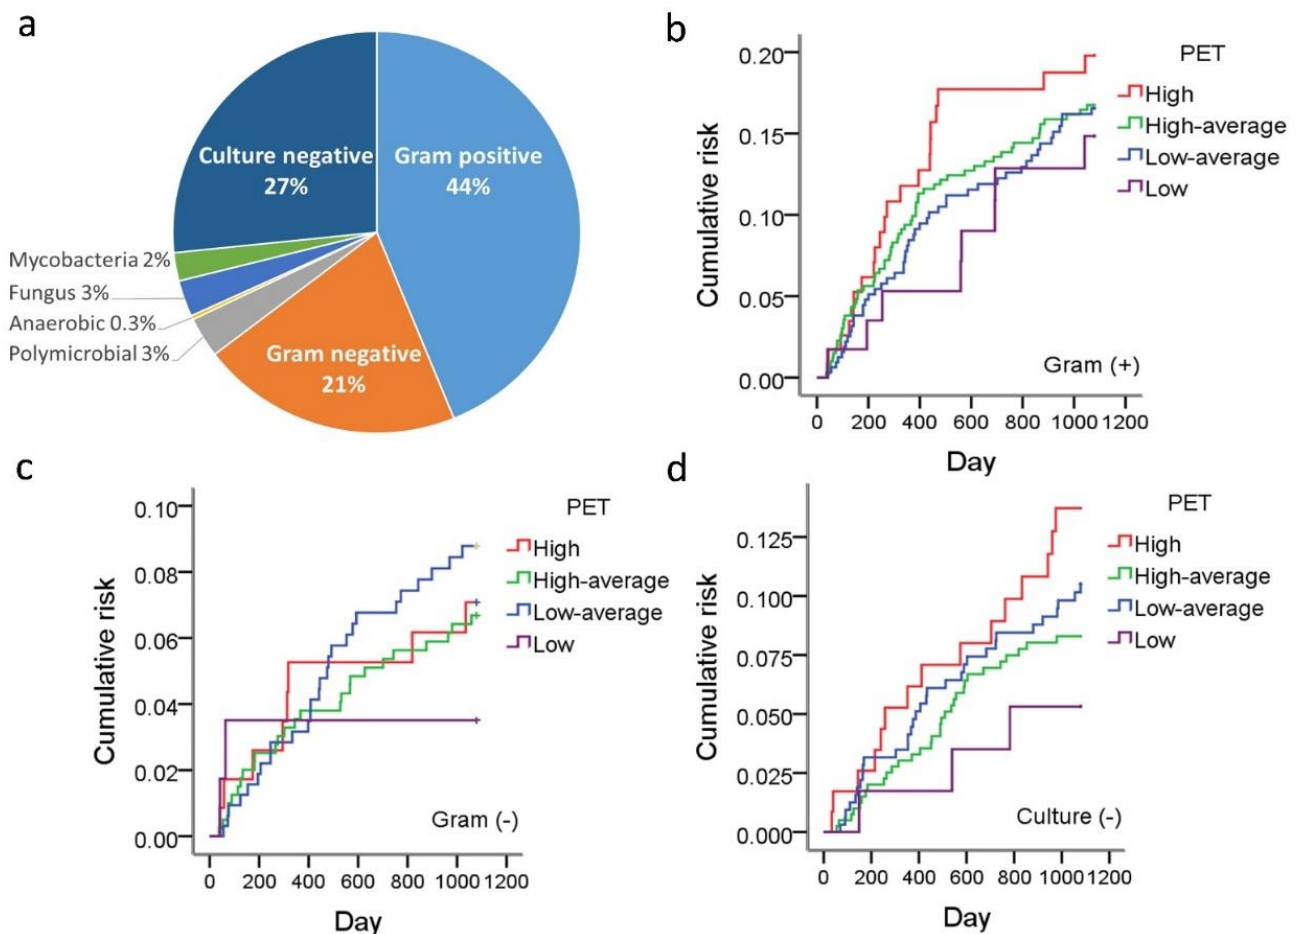 a
Culture negative
27%
Gram positive
44%
Mycobacteria 2%
Fungus 3%
Anaerobic 0.3%
Polymicrobial 3%
Gram negative
21%
b
PET
High
High-average
Low-average
Low
Cumulative risk
0.20
0.15
0.10
0.05
0.00
Gram (+)
0 200 400 600 800 1000 1200
Day
c
PET
High
High-average
Low-average
Low
Cumulative risk
0.10
0.08
0.06
0.04
0.02
0.00
Gram (-)
0 200 400 600 800 1000 1200
Day
d
PET
High
High-average
Low-average
Low
Cumulative risk
0.125
0.100
0.075
0.050
0.025
0.000
Culture (-)
0 200 400 600 800 1000 1200
Day